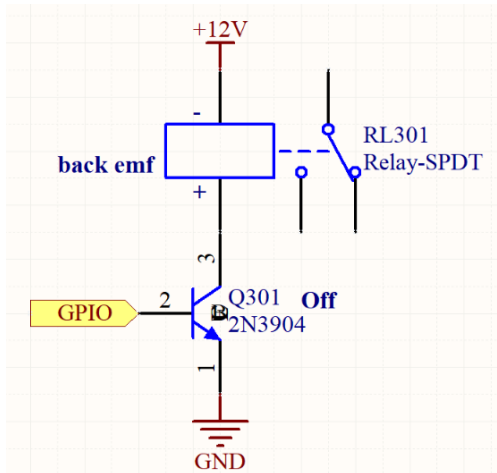 +12V
-
back emf
+
RL301
Relay-SPDT
3
GPIO
2
Q301
Off
2N3904
1
GND